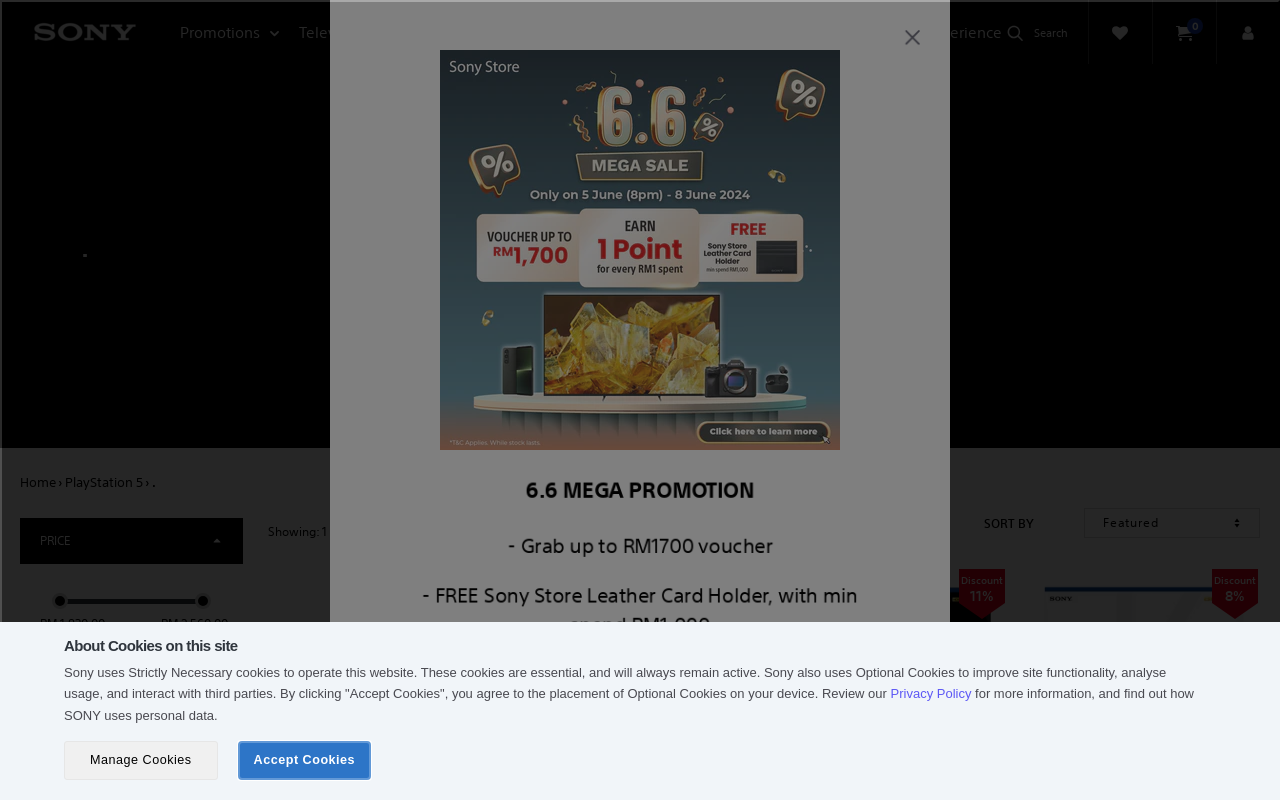 SONY
Promotions
erience
Search
0
Sony Store
6.6
MEGA SALE
Only on 5 June (8pm) - 8 June 2024
VOUCHER UP TO
RM1,700
EARN
1 Point
for every RM1 spent
FREE
Sony Store
Leather Card
Holder
min spend RM1,000
*T&C Applies. While stock lasts.
Click here to learn more
Home › PlayStation 5 › .
PRICE
Showing: 1
SORT BY
Featured
Discount
11%
Discount
8%
SONY
6.6 MEGA PROMOTION
- Grab up to RM1700 voucher
- FREE Sony Store Leather Card Holder, with min
spend RM1,000
About Cookies on this site
Sony uses Strictly Necessary cookies to operate this website. These cookies are essential, and will always remain active. Sony also uses Optional Cookies to improve site functionality, analyse
usage, and interact with third parties. By clicking "Accept Cookies", you agree to the placement of Optional Cookies on your device. Review our Privacy Policy for more information, and find out how
SONY uses personal data.
Manage Cookies
Accept Cookies